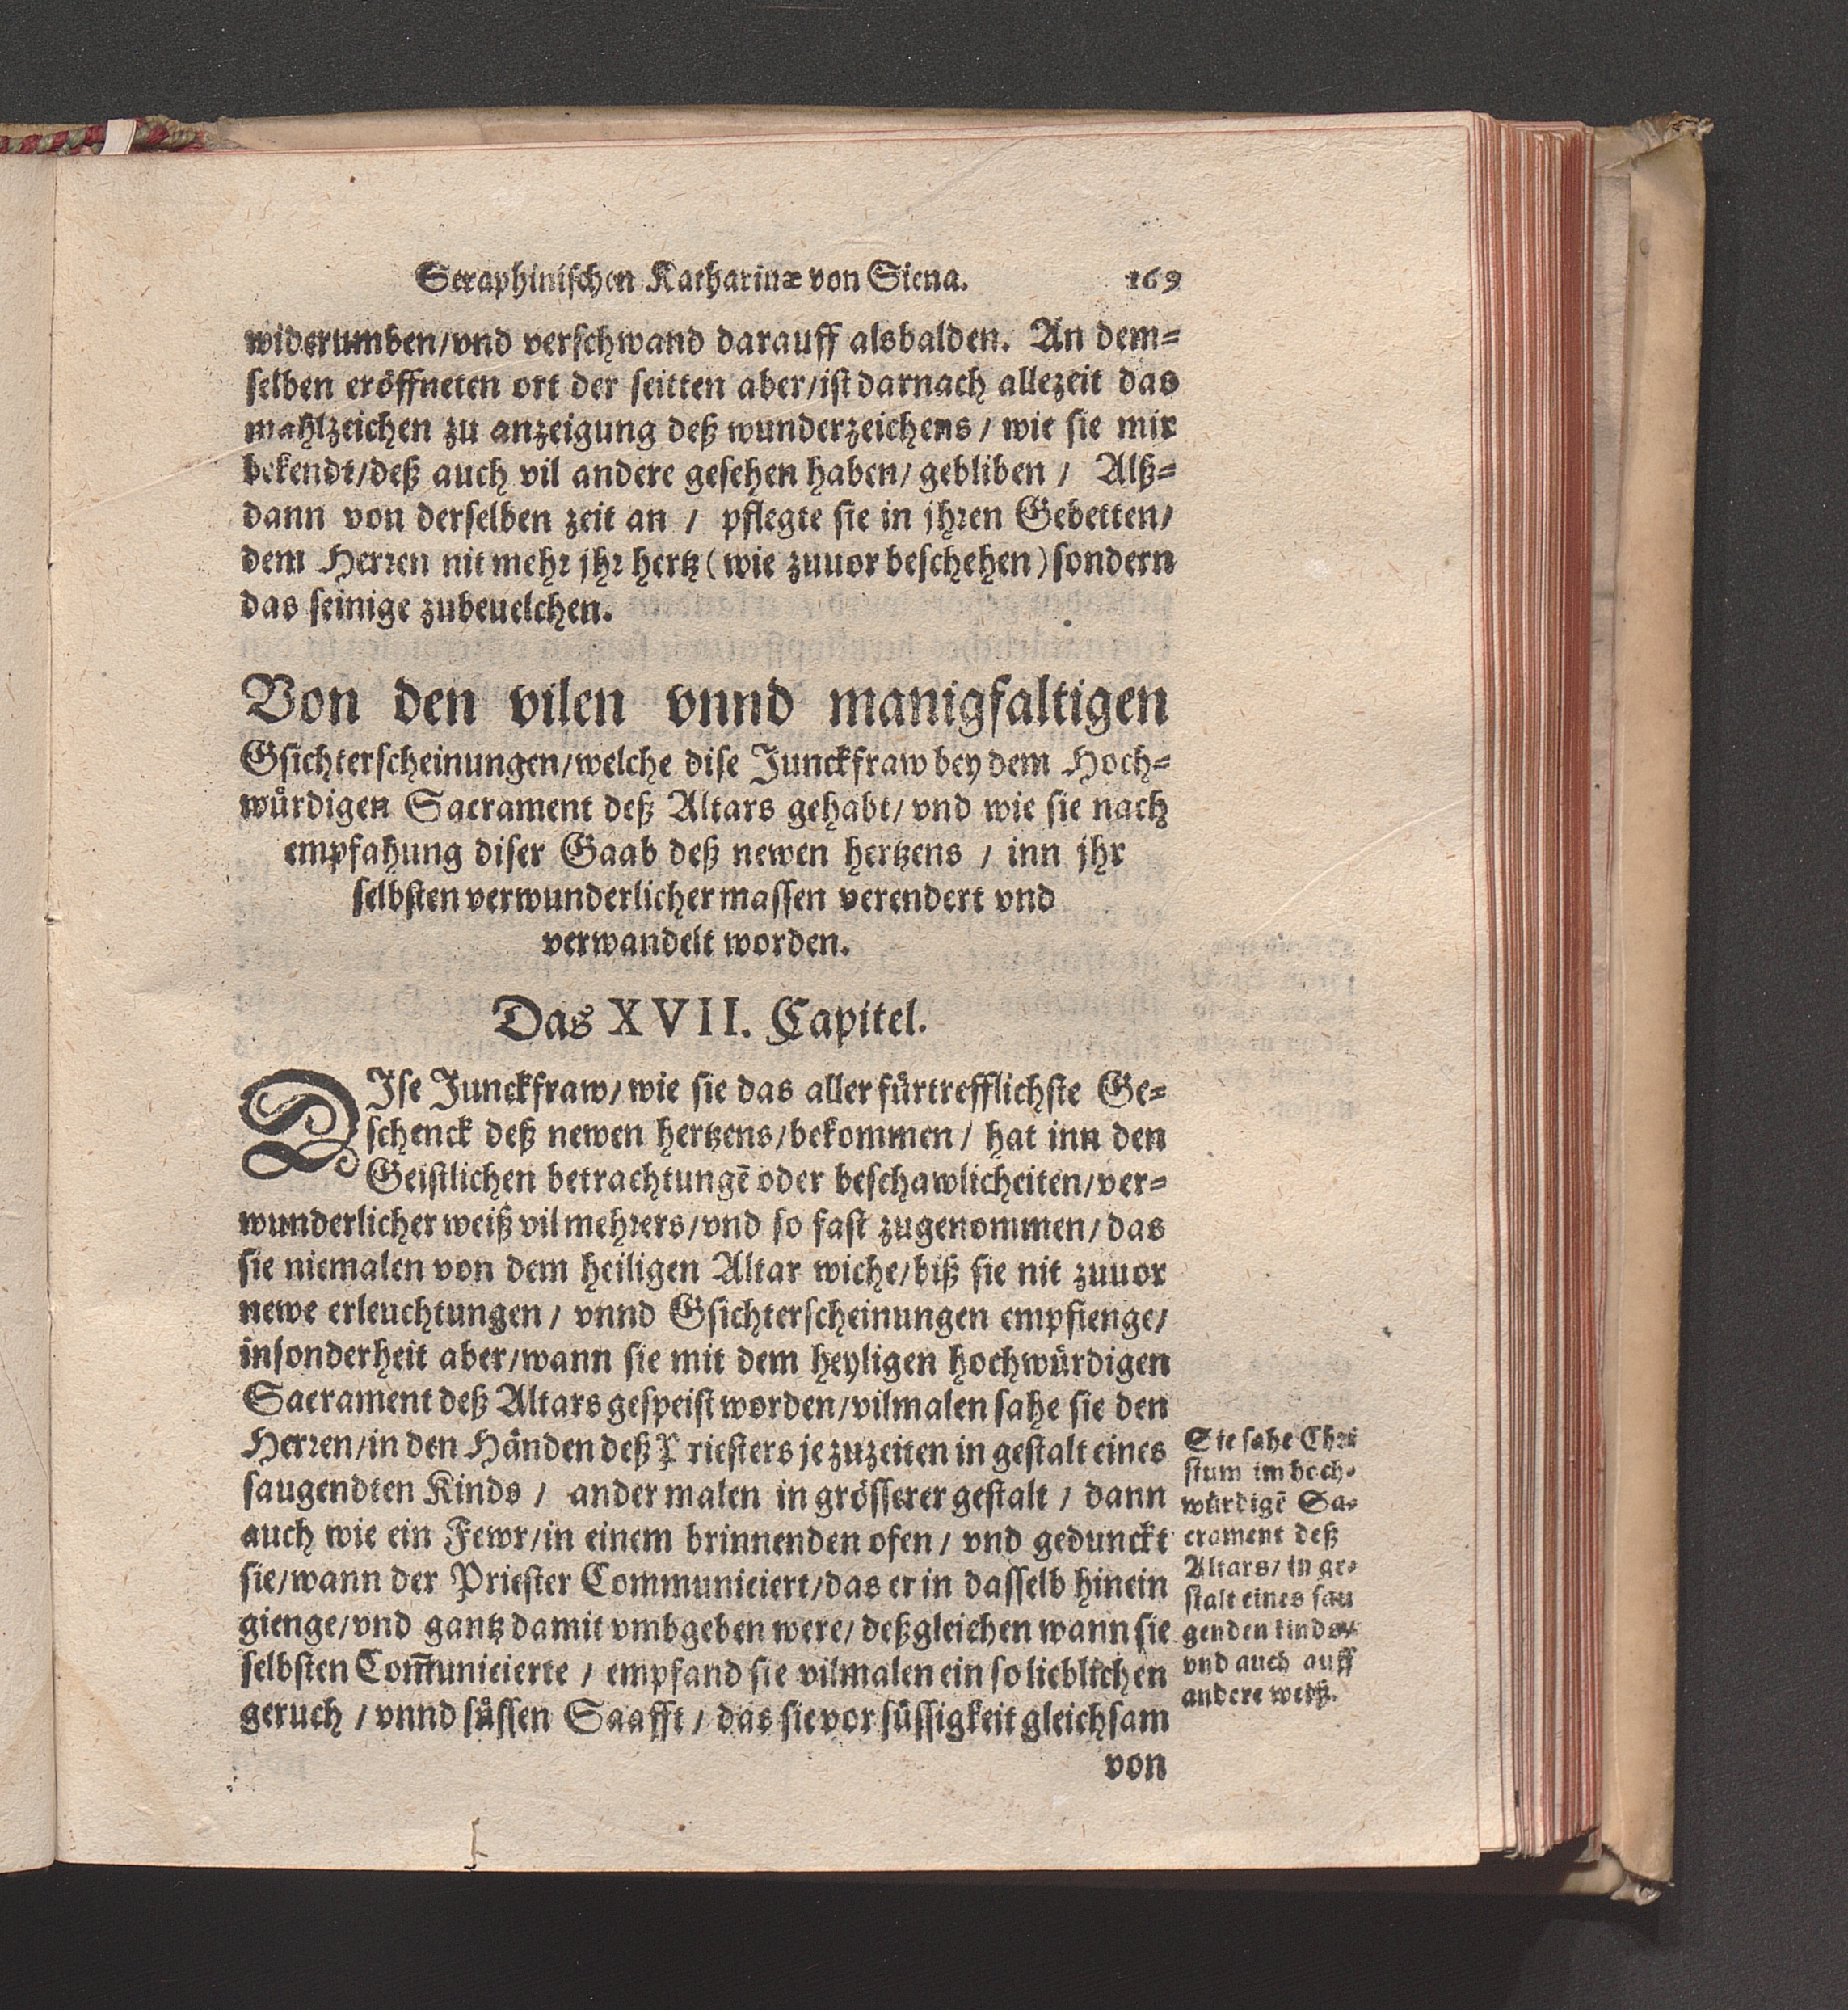 Seraphinischen Katharinæ von Siena. 169
widerumben/vnd verschwand darauff alsbalden. An dem-
selben eröffneten ort der seitten aber/ist darnach allezeit das
mahlzeichen zu anzeigung deß wunderzeichens / wie sie mir
bekendt/deß auch vil andere gesehen haben/ gebliben / Alß-
dann von derselben zeit an / pflegte sie in jhren Gebetten/
dem Herren nit mehr jhr hertz (wie zuuor beschehen) sondern
das seinige zubeuelchen.
Von den vilen vnnd manigfaltigen
Gsichterscheinungen/welche dise Junckfraw bey dem Hoch-
würdigen Sacrament deß Altars gehabt/ vnd wie sie nach
empfahung diser Gaab deß newen hertzens / inn jhr
selbsten verwunderlicher massen verendert vnd
verwandelt worden.
Das XVII. Capitel.
DIse Junckfraw/ wie sie das aller fürtrefflichste Ge-
schenck deß newen hertzens/bekommen/ hat inn den
Geistlichen betrachtungē oder beschawlicheiten/ver-
wunderlicher weiß vil mehrers/vnd so fast zugenommen/ das
sie niemalen von dem heiligen Altar wiche/biß sie nit zuuor
newe erleuchtungen / vnnd Gsichterscheinungen empfienge/
insonderheit aber/wann sie mit dem heyligen hochwürdigen
Sacrament deß Altars gespeist worden/vilmalen sahe sie den
Herren/in den Händen deß Priesters je zuzeiten in gestalt eines
saugendten Kinds / ander malen in grösserer gestalt / dann
auch wie ein Fewr/in einem brinnenden ofen / vnd gedunckt
sie/wann der Priester Communiciert/das er in dasselb hinein
gienge/vnd gantz damit vmbgeben were/ deßgleichen wann sie
selbsten Com̄unicierte / empfand sie vilmalen ein so lieblichen
geruch / vnnd süssen Saafft / das sie vor süssigkeit gleichsam
von
Sie sahe Chri
stum im hoch-
würdigē Sa-
crament deß
Altars/ in ge-
stalt eines sau
genden kinds/
vnd auch auff
andere weiß.